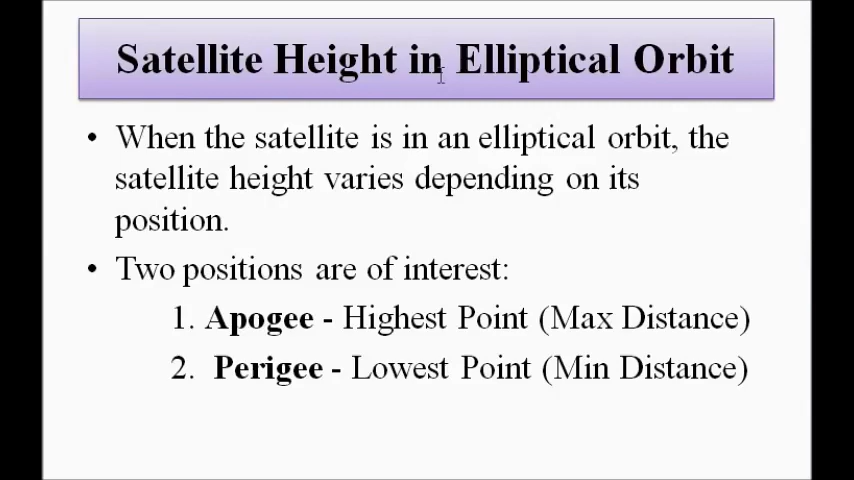 Satellite Height in Elliptical Orbit
• When the satellite is in an elliptical orbit, the
satellite height varies depending on its
position.
• Two positions are of interest:
1. Apogee - Highest Point (Max Distance)
2. Perigee - Lowest Point (Min Distance)